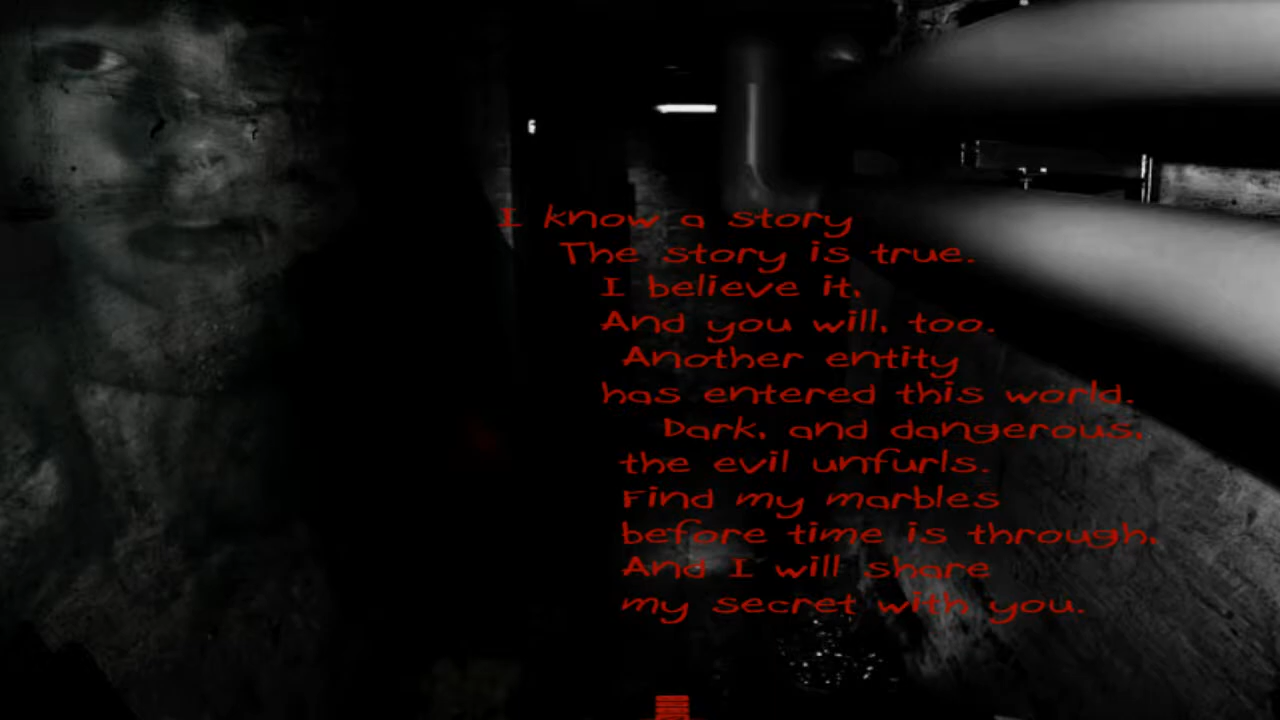 I know a story
The story is true.
I believe it,
And you will, too.
Another entity
has entered this world.
Dark, and dangerous,
the evil unfurls.
Find my marbles
before time is through,
And I will share
my secret with you.